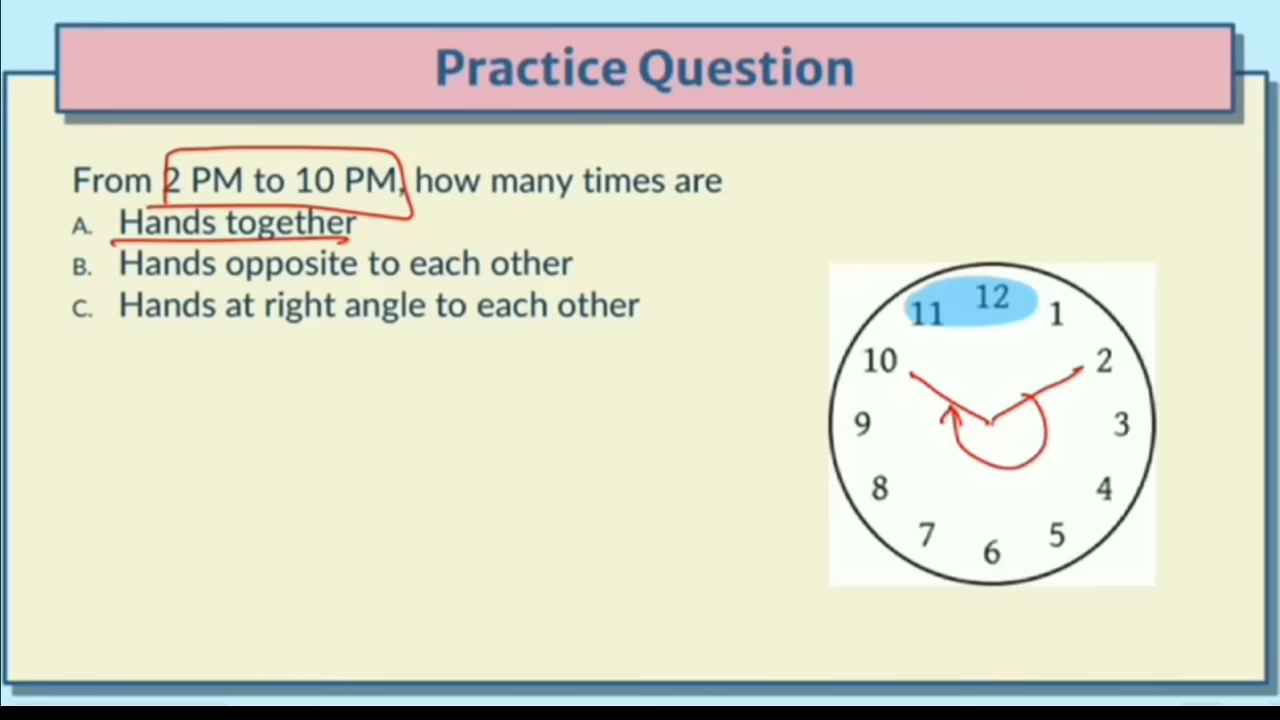 Practice Question
From 2 PM to 10 PM, how many times are
A. Hands together
B. Hands opposite to each other
C. Hands at right angle to each other
12
11
1
10
2
9
3
8
4
7
5
6